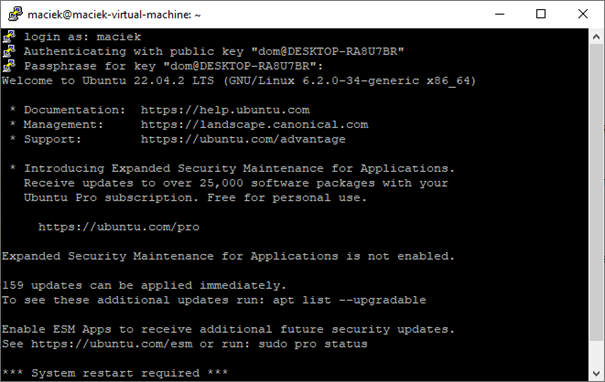 maciek@maciek-virtual-machine: ~
login as: maciek
Authenticating with public key "dom@DESKTOP-RA8U7BR"
Passphrase for key "dom@DESKTOP-RA8U7BR":
Welcome to Ubuntu 22.04.2 LTS (GNU/Linux 6.2.0-34-generic x86_64)
* Documentation:  https://help.ubuntu.com
* Management:     https://landscape.canonical.com
* Support:        https://ubuntu.com/advantage
* Introducing Expanded Security Maintenance for Applications.
Receive updates to over 25,000 software packages with your
Ubuntu Pro subscription. Free for personal use.
https://ubuntu.com/pro
Expanded Security Maintenance for Applications is not enabled.
159 updates can be applied immediately.
To see these additional updates run: apt list --upgradable
Enable ESM Apps to receive additional future security updates.
See https://ubuntu.com/esm or run: sudo pro status
*** System restart required ***